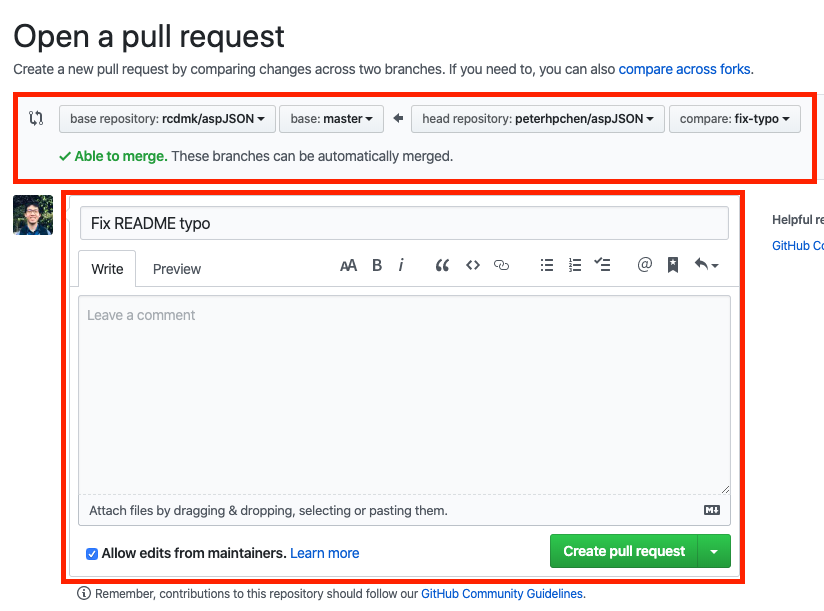 Open a pull request
Create a new pull request by comparing changes across two branches. If you need to, you can also compare across forks.
base repository: rcdmk/aspJSON base: master head repository: peterhpchen/aspJSON compare: fix-typo
Able to merge. These branches can be automatically merged.
Fix README typo
Helpful re
Write Preview AA B i @
GitHub Co
Leave a comment
Attach files by dragging & dropping, selecting or pasting them.
Allow edits from maintainers. Learn more Create pull request
Remember, contributions to this repository should follow our GitHub Community Guidelines.